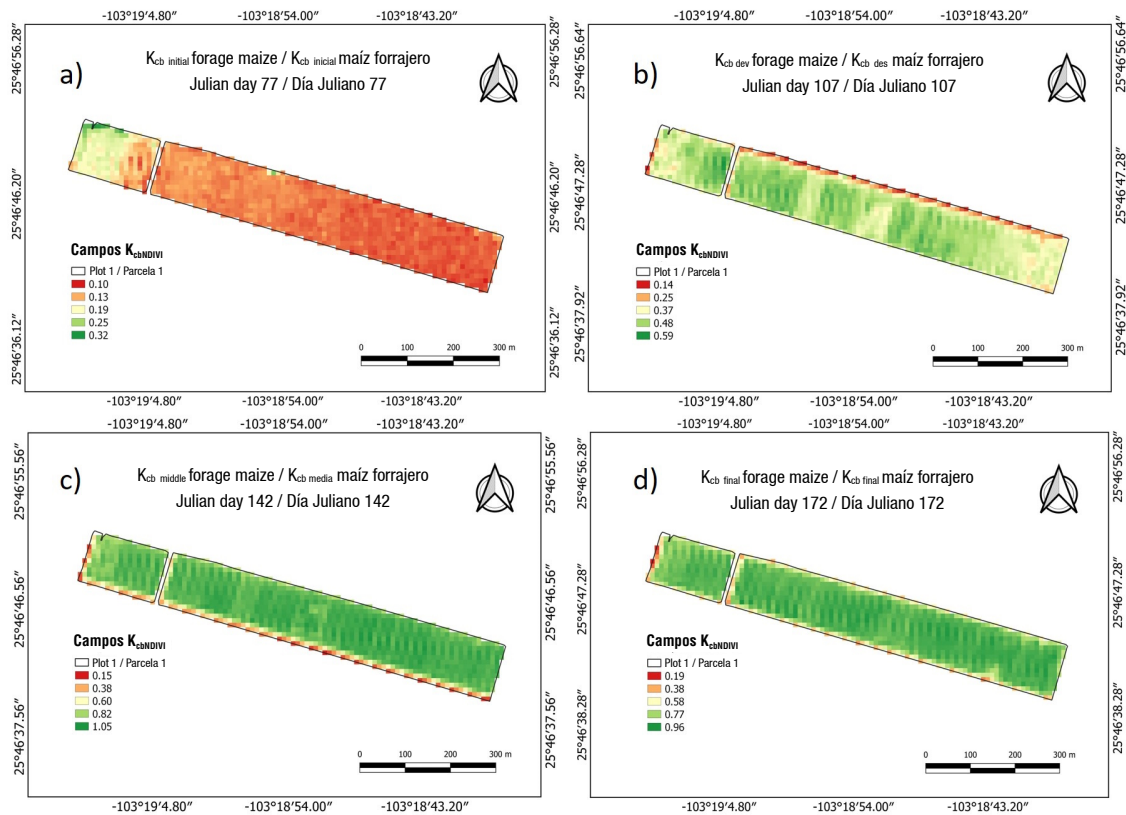 -103°19′4.80″ -103°18′54.00″ -103°18′43.20″
25°46′56.28″
25°46′46.20″
25°46′36.12″
a)
K_cb initial forage maize / K_cb inicial maíz forrajero
Julian day 77 / Día Juliano 77
Campos K_cbNDIVI
Plot 1 / Parcela 1
0.10
0.13
0.19
0.25
0.32
0 100 200 300 m
25°46′56.28″
25°46′46.20″
25°46′36.12″
-103°19′4.80″ -103°18′54.00″ -103°18′43.20″
-103°19′4.80″ -103°18′54.00″ -103°18′43.20″
25°46′56.64″
25°46′47.28″
25°46′37.92″
b)
K_cb dev forage maize / K_cb des maíz forrajero
Julian day 107 / Día Juliano 107
Campos K_cbNDIVI
Plot 1 / Parcela 1
0.14
0.25
0.37
0.48
0.59
0 100 200 300 m
25°46′56.64″
25°46′47.28″
25°46′37.92″
-103°19′4.80″ -103°18′54.00″ -103°18′43.20″
-103°19′4.80″ -103°18′54.00″ -103°18′43.20″
25°46′55.56″
25°46′46.56″
25°46′37.56″
c)
K_cb middle forage maize / K_cb media maíz forrajero
Julian day 142 / Día Juliano 142
Campos K_cbNDIVI
Plot 1 / Parcela 1
0.15
0.38
0.60
0.82
1.05
0 100 200 300 m
25°46′55.56″
25°46′46.56″
25°46′37.56″
-103°19′4.80″ -103°18′54.00″ -103°18′43.20″
-103°19′4.80″ -103°18′54.00″ -103°18′43.20″
25°46′56.28″
25°46′47.28″
25°46′38.28″
d)
K_cb final forage maize / K_cb final maíz forrajero
Julian day 172 / Día Juliano 172
Campos K_cbNDIVI
Plot 1 / Parcela 1
0.19
0.38
0.58
0.77
0.96
0 100 200 300 m
25°46′56.28″
25°46′47.28″
25°46′38.28″
-103°19′4.80″ -103°18′54.00″ -103°18′43.20″